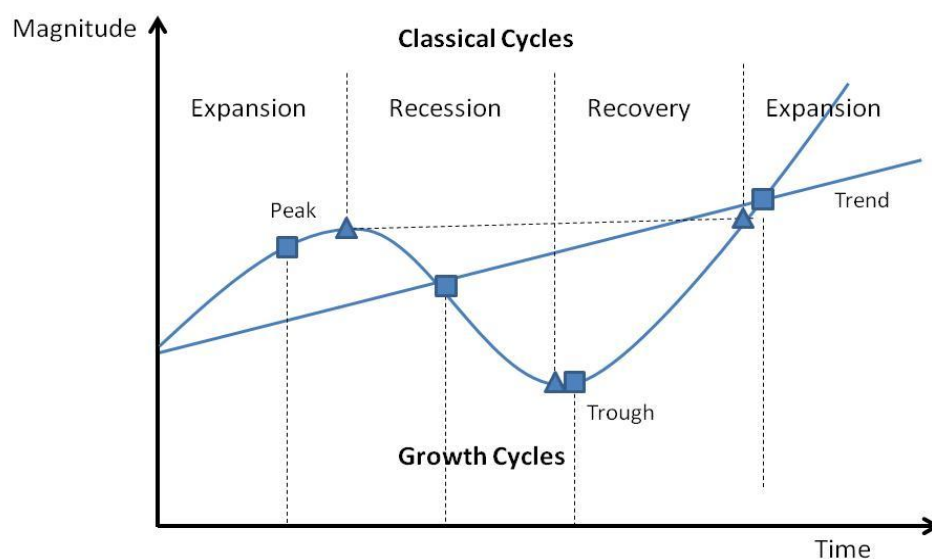 Magnitude
Classical Cycles
Expansion
Recession
Recovery
Expansion
Peak
Trend
Trough
Growth Cycles
Time